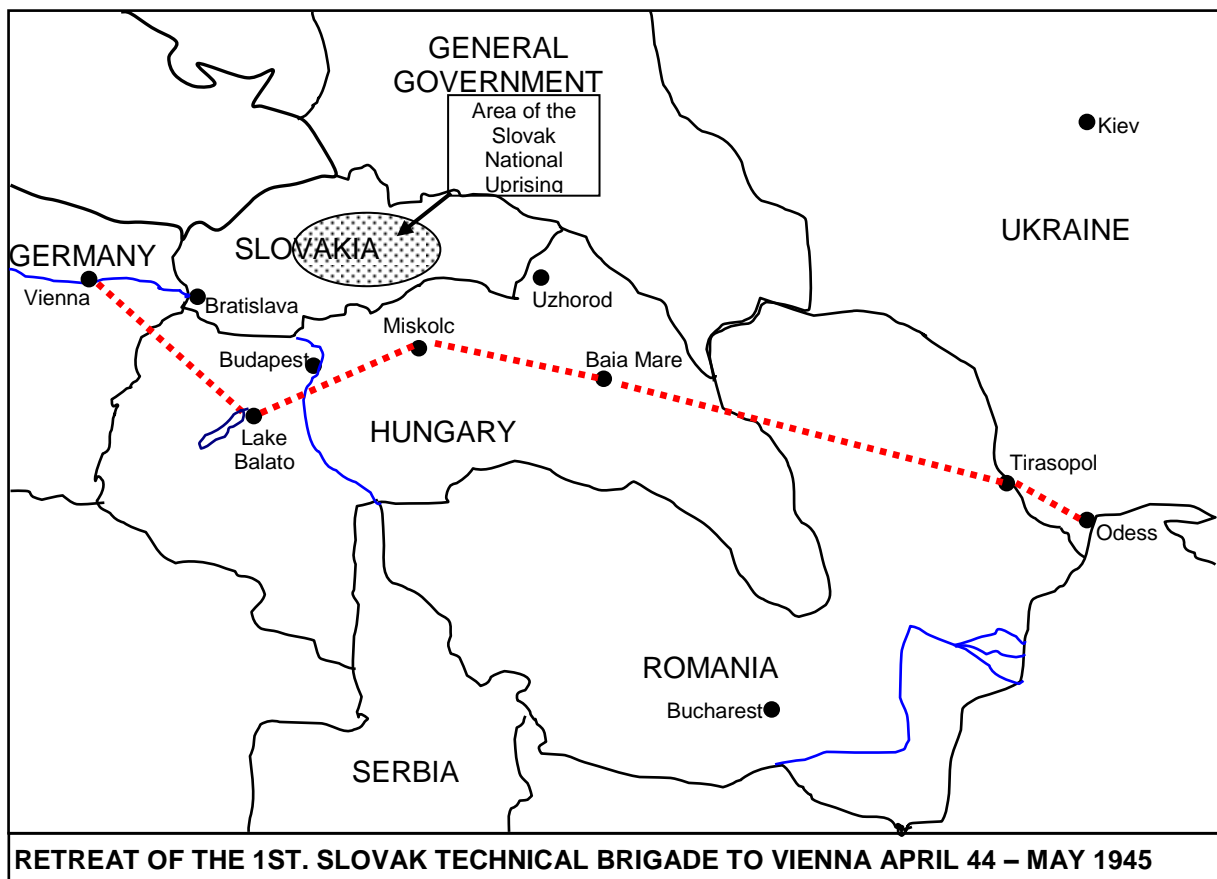 GENERAL
GOVERNMENT
Area of the
Slovak
National
Uprising
Kiev
UKRAINE
GERMANY
SLOVAKIA
Vienna
Bratislava
Uzhorod
Miskolc
Budapest
Baia Mare
Lake
Balato
HUNGARY
Tirasopol
Odess
ROMANIA
Bucharest
SERBIA
RETREAT OF THE 1ST. SLOVAK TECHNICAL BRIGADE TO VIENNA APRIL 44 – MAY 1945